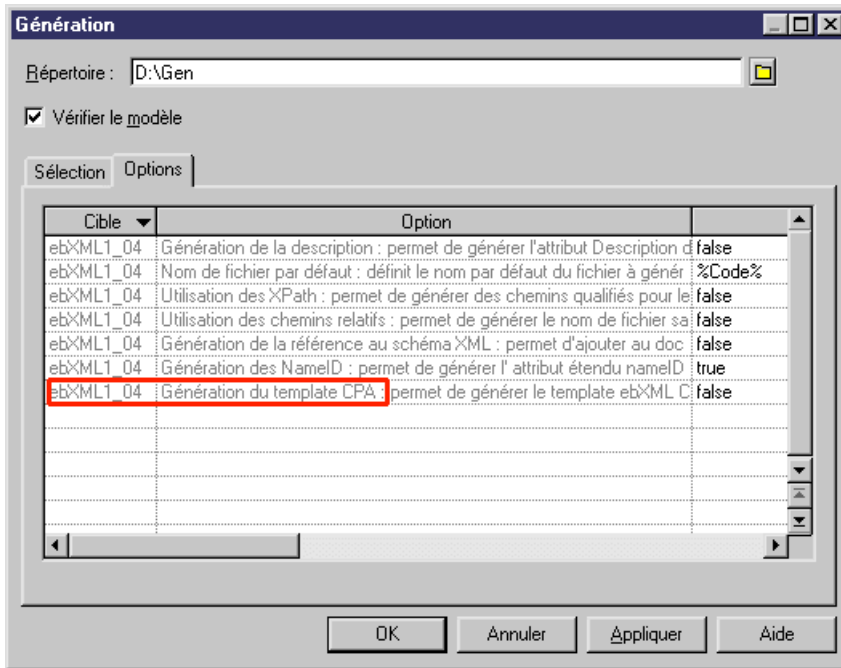 Génération
Répertoire : D:\Gen
Vérifier le modèle
Sélection Options
Cible Option
ebXML1_04 Génération de la description : permet de générer l'attribut Description d false
ebXML1_04 Nom de fichier par défaut : définit le nom par défaut du fichier à génér %Code%
ebXML1_04 Utilisation des XPath : permet de générer des chemins qualifiés pour le false
ebXML1_04 Utilisation des chemins relatifs : permet de générer le nom de fichier sa false
ebXML1_04 Génération de la référence au schéma XML : permet d'ajouter au doc false
ebXML1_04 Génération des NameID : permet de générer l' attribut étendu nameID true
ebXML1_04 Génération du template CPA : permet de générer le template ebXML C false
OK Annuler Appliquer Aide